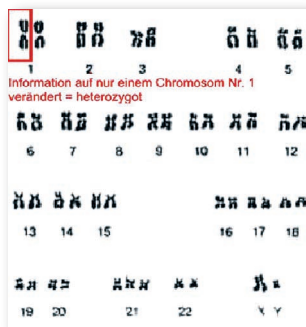 1 2 3 4 5
Information auf nur einem Chromosom Nr. 1
verändert = heterozygot
6 7 8 9 10 11 12
13 14 15 16 17 18
19 20 21 22 X Y